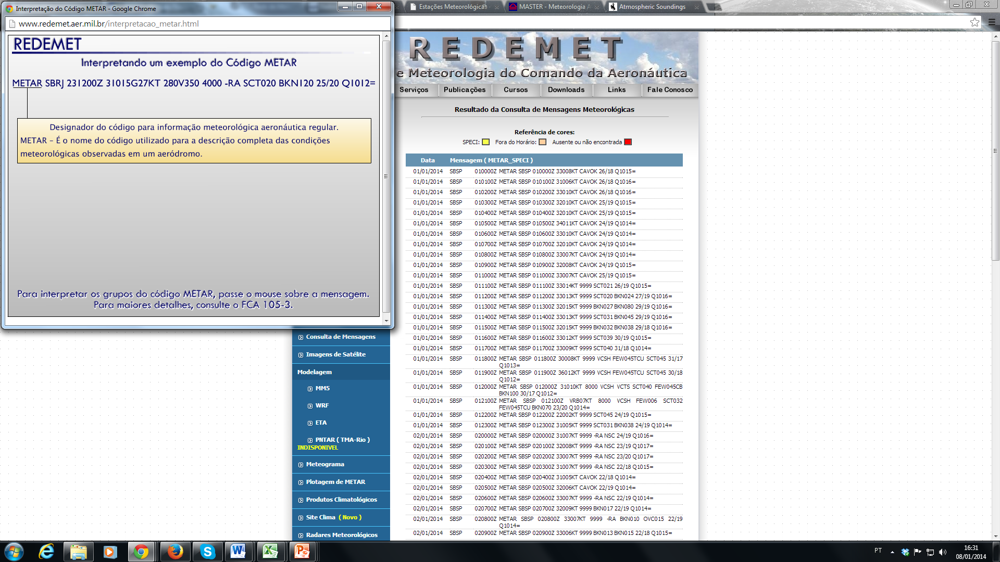 Interpretação do Código METAR - Google Chrome
www.redemet.aer.mil.br/interpretacao_metar.html
REDEMET
Interpretando um exemplo do Código METAR
METAR SBRJ 231200Z 31015G27KT 280V350 4000 -RA SCT020 BKN120 25/20 Q1012=
Designador do código para informação meteorológica aeronáutica regular.
METAR – É o nome do código utilizado para a descrição completa das condições
meteorológicas observadas em um aeródromo.
Para interpretar os grupos do código METAR, passe o mouse sobre a mensagem.
Para maiores detalhes, consulte o FCA 105-3.
Estações Meteorológicas
MASTER - Meteorologia A
Atmospheric Soundings
REDEMET
e Meteorologia do Comando da Aeronáutica
Serviços Publicações Cursos Downloads Links Fale Conosco
Resultado da Consulta de Mensagens Meteorológicas
Referência de cores:
SPECI: Fora do Horário: Ausente ou não encontrada
Data Mensagem ( METAR_SPECI )
01/01/2014 SBSP 010000Z METAR SBSP 010000Z 33008KT CAVOK 26/18 Q1015=
01/01/2014 SBSP 010100Z METAR SBSP 010100Z 31006KT CAVOK 26/18 Q1016=
01/01/2014 SBSP 010200Z METAR SBSP 010200Z 33010KT CAVOK 26/18 Q1016=
01/01/2014 SBSP 010300Z METAR SBSP 010300Z 32010KT CAVOK 25/19 Q1015=
01/01/2014 SBSP 010400Z METAR SBSP 010400Z 32010KT CAVOK 25/19 Q1015=
01/01/2014 SBSP 010500Z METAR SBSP 010500Z 34011KT CAVOK 24/19 Q1014=
01/01/2014 SBSP 010600Z METAR SBSP 010600Z 33010KT CAVOK 24/19 Q1014=
01/01/2014 SBSP 010700Z METAR SBSP 010700Z 32010KT CAVOK 24/19 Q1014=
01/01/2014 SBSP 010800Z METAR SBSP 010800Z 33007KT CAVOK 24/19 Q1014=
01/01/2014 SBSP 010900Z METAR SBSP 010900Z 32008KT CAVOK 24/19 Q1015=
01/01/2014 SBSP 011000Z METAR SBSP 011000Z 33007KT CAVOK 25/19 Q1015=
01/01/2014 SBSP 011100Z METAR SBSP 011100Z 33014KT 9999 SCT021 26/19 Q1015=
01/01/2014 SBSP 011200Z METAR SBSP 011200Z 33013KT 9999 SCT020 BKN024 27/19 Q1016=
01/01/2014 SBSP 011300Z METAR SBSP 011300Z 32015KT 9999 BKN027 BKN080 29/19 Q1016=
01/01/2014 SBSP 011400Z METAR SBSP 011400Z 33013KT 9999 SCT031 BKN045 29/19 Q1016=
01/01/2014 SBSP 011500Z METAR SBSP 011500Z 32015KT 9999 BKN032 BKN038 29/18 Q1016=
01/01/2014 SBSP 011600Z METAR SBSP 011600Z 33012KT 9999 SCT039 30/19 Q1015=
01/01/2014 SBSP 011700Z METAR SBSP 011700Z 33009KT 9999 SCT040 31/18 Q1014=
01/01/2014 SBSP 011800Z METAR SBSP 011800Z 30008KT 9999 VCSH FEW045TCU SCT045 31/17
Q1013=
01/01/2014 SBSP 011900Z METAR SBSP 011900Z 36012KT 9999 VCSH FEW045TCU SCT045 30/18
Q1012=
01/01/2014 SBSP 012000Z METAR SBSP 012000Z 31010KT 8000 VCSH VCTS SCT040 FEW045CB
BKN100 30/17 Q1012=
01/01/2014 SBSP 012100Z METAR SBSP 012100Z VRB07KT 8000 VCSH FEW006 SCT032
FEW045TCU BKN070 23/20 Q1014=
01/01/2014 SBSP 012200Z METAR SBSP 012200Z 22002KT 9999 SCT045 24/19 Q1015=
01/01/2014 SBSP 012300Z METAR SBSP 012300Z 31005KT 9999 SCT031 BKN038 24/19 Q1014=
02/01/2014 SBSP 020000Z METAR SBSP 020000Z 31007KT 9999 -RA NSC 24/19 Q1016=
02/01/2014 SBSP 020100Z METAR SBSP 020100Z 32008KT 9999 -RA NSC 23/19 Q1017=
02/01/2014 SBSP 020200Z METAR SBSP 020200Z 33007KT 9999 -RA NSC 23/20 Q1017=
02/01/2014 SBSP 020300Z METAR SBSP 020300Z 31007KT 9999 -RA NSC 22/18 Q1015=
02/01/2014 SBSP 020400Z METAR SBSP 020400Z 31005KT CAVOK 22/18 Q1014=
02/01/2014 SBSP 020500Z METAR SBSP 020500Z 32006KT CAVOK 22/19 Q1014=
02/01/2014 SBSP 020600Z METAR SBSP 020600Z 33007KT 9999 -RA NSC 22/19 Q1014=
02/01/2014 SBSP 020700Z METAR SBSP 020700Z 32009KT 9999 BKN017 22/19 Q1014=
02/01/2014 SBSP 020800Z METAR SBSP 020800Z 33007KT 9999 -RA BKN010 OVC015 22/19
Q1014=
02/01/2014 SBSP 020900Z METAR SBSP 020900Z 33006KT 9999 BKN013 BKN015 22/18 Q1015=
Consulta de Mensagens
Imagens de Satélite
Modelagem
MM5
WRF
ETA
PNTAR ( TMA-Rio )
INDISPONIVEL
Meteograma
Plotagem de METAR
Produtos Climatológicos
Site Clima ( Novo )
Radares Meteorológicos
PT
16:31
08/01/2014